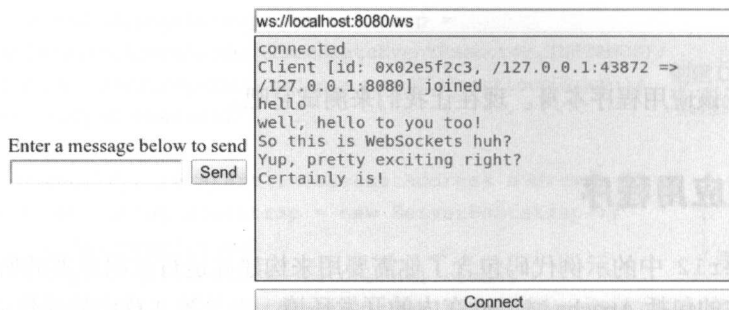 ws://localhost:8080/ws
connected
Client [id: 0x02e5f2c3, /127.0.0.1:43872 =>
/127.0.0.1:8080] joined
hello
well, hello to you too!
So this is WebSockets huh?
Yup, pretty exciting right?
Certainly is!
Enter a message below to send
Send
Connect